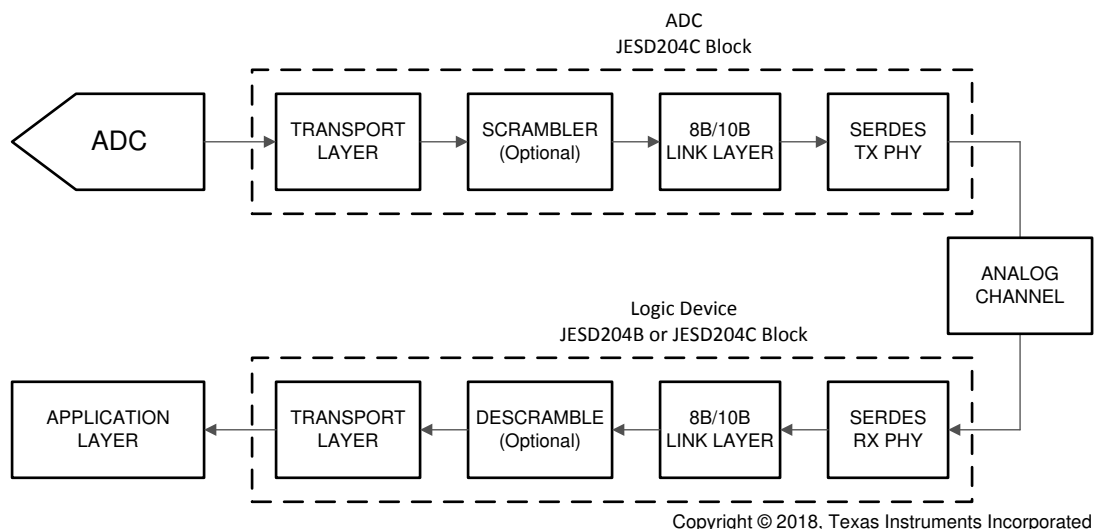 ADC
JESD204C Block
ADC
TRANSPORT
LAYER
SCRAMBLER
(Optional)
8B/10B
LINK LAYER
SERDES
TX PHY
ANALOG
CHANNEL
Logic Device
JESD204B or JESD204C Block
APPLICATION
LAYER
TRANSPORT
LAYER
DESCRAMBLE
(Optional)
8B/10B
LINK LAYER
SERDES
RX PHY
Copyright © 2018, Texas Instruments Incorporated